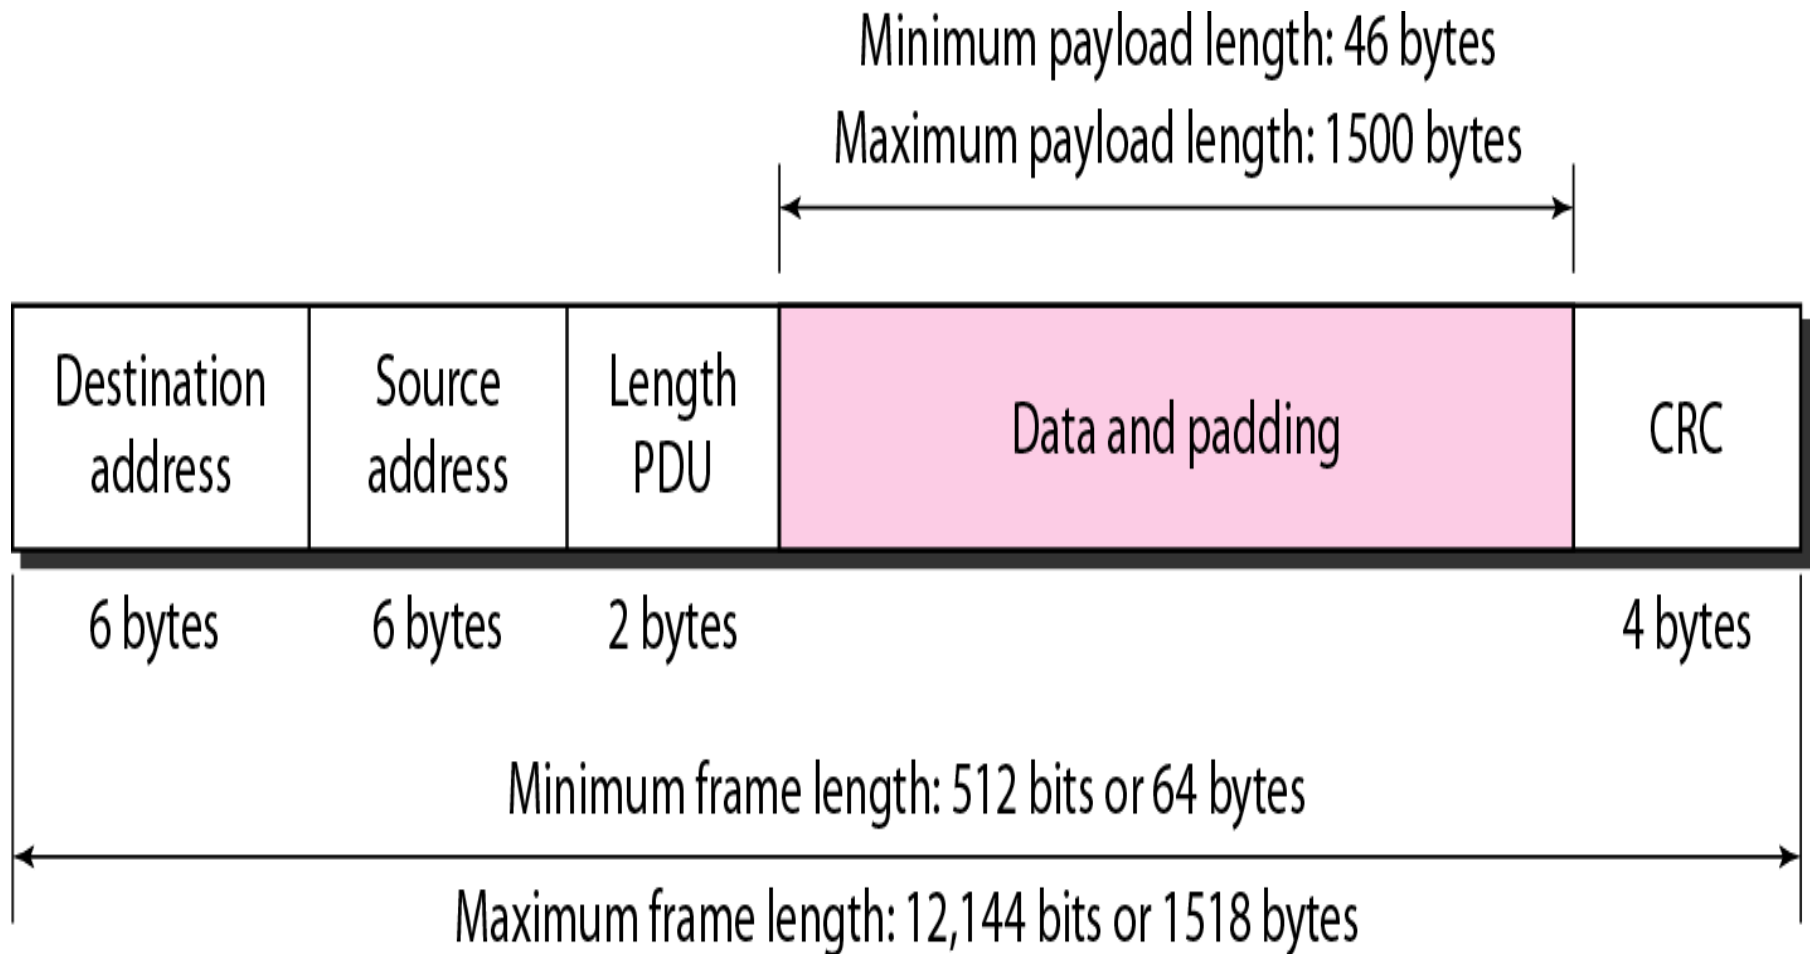 Minimum payload length: 46 bytes
Maximum payload length: 1500 bytes
Destination
address
Source
address
Length
PDU
Data and padding
CRC
6 bytes
6 bytes
2 bytes
4 bytes
Minimum frame length: 512 bits or 64 bytes
Maximum frame length: 12,144 bits or 1518 bytes